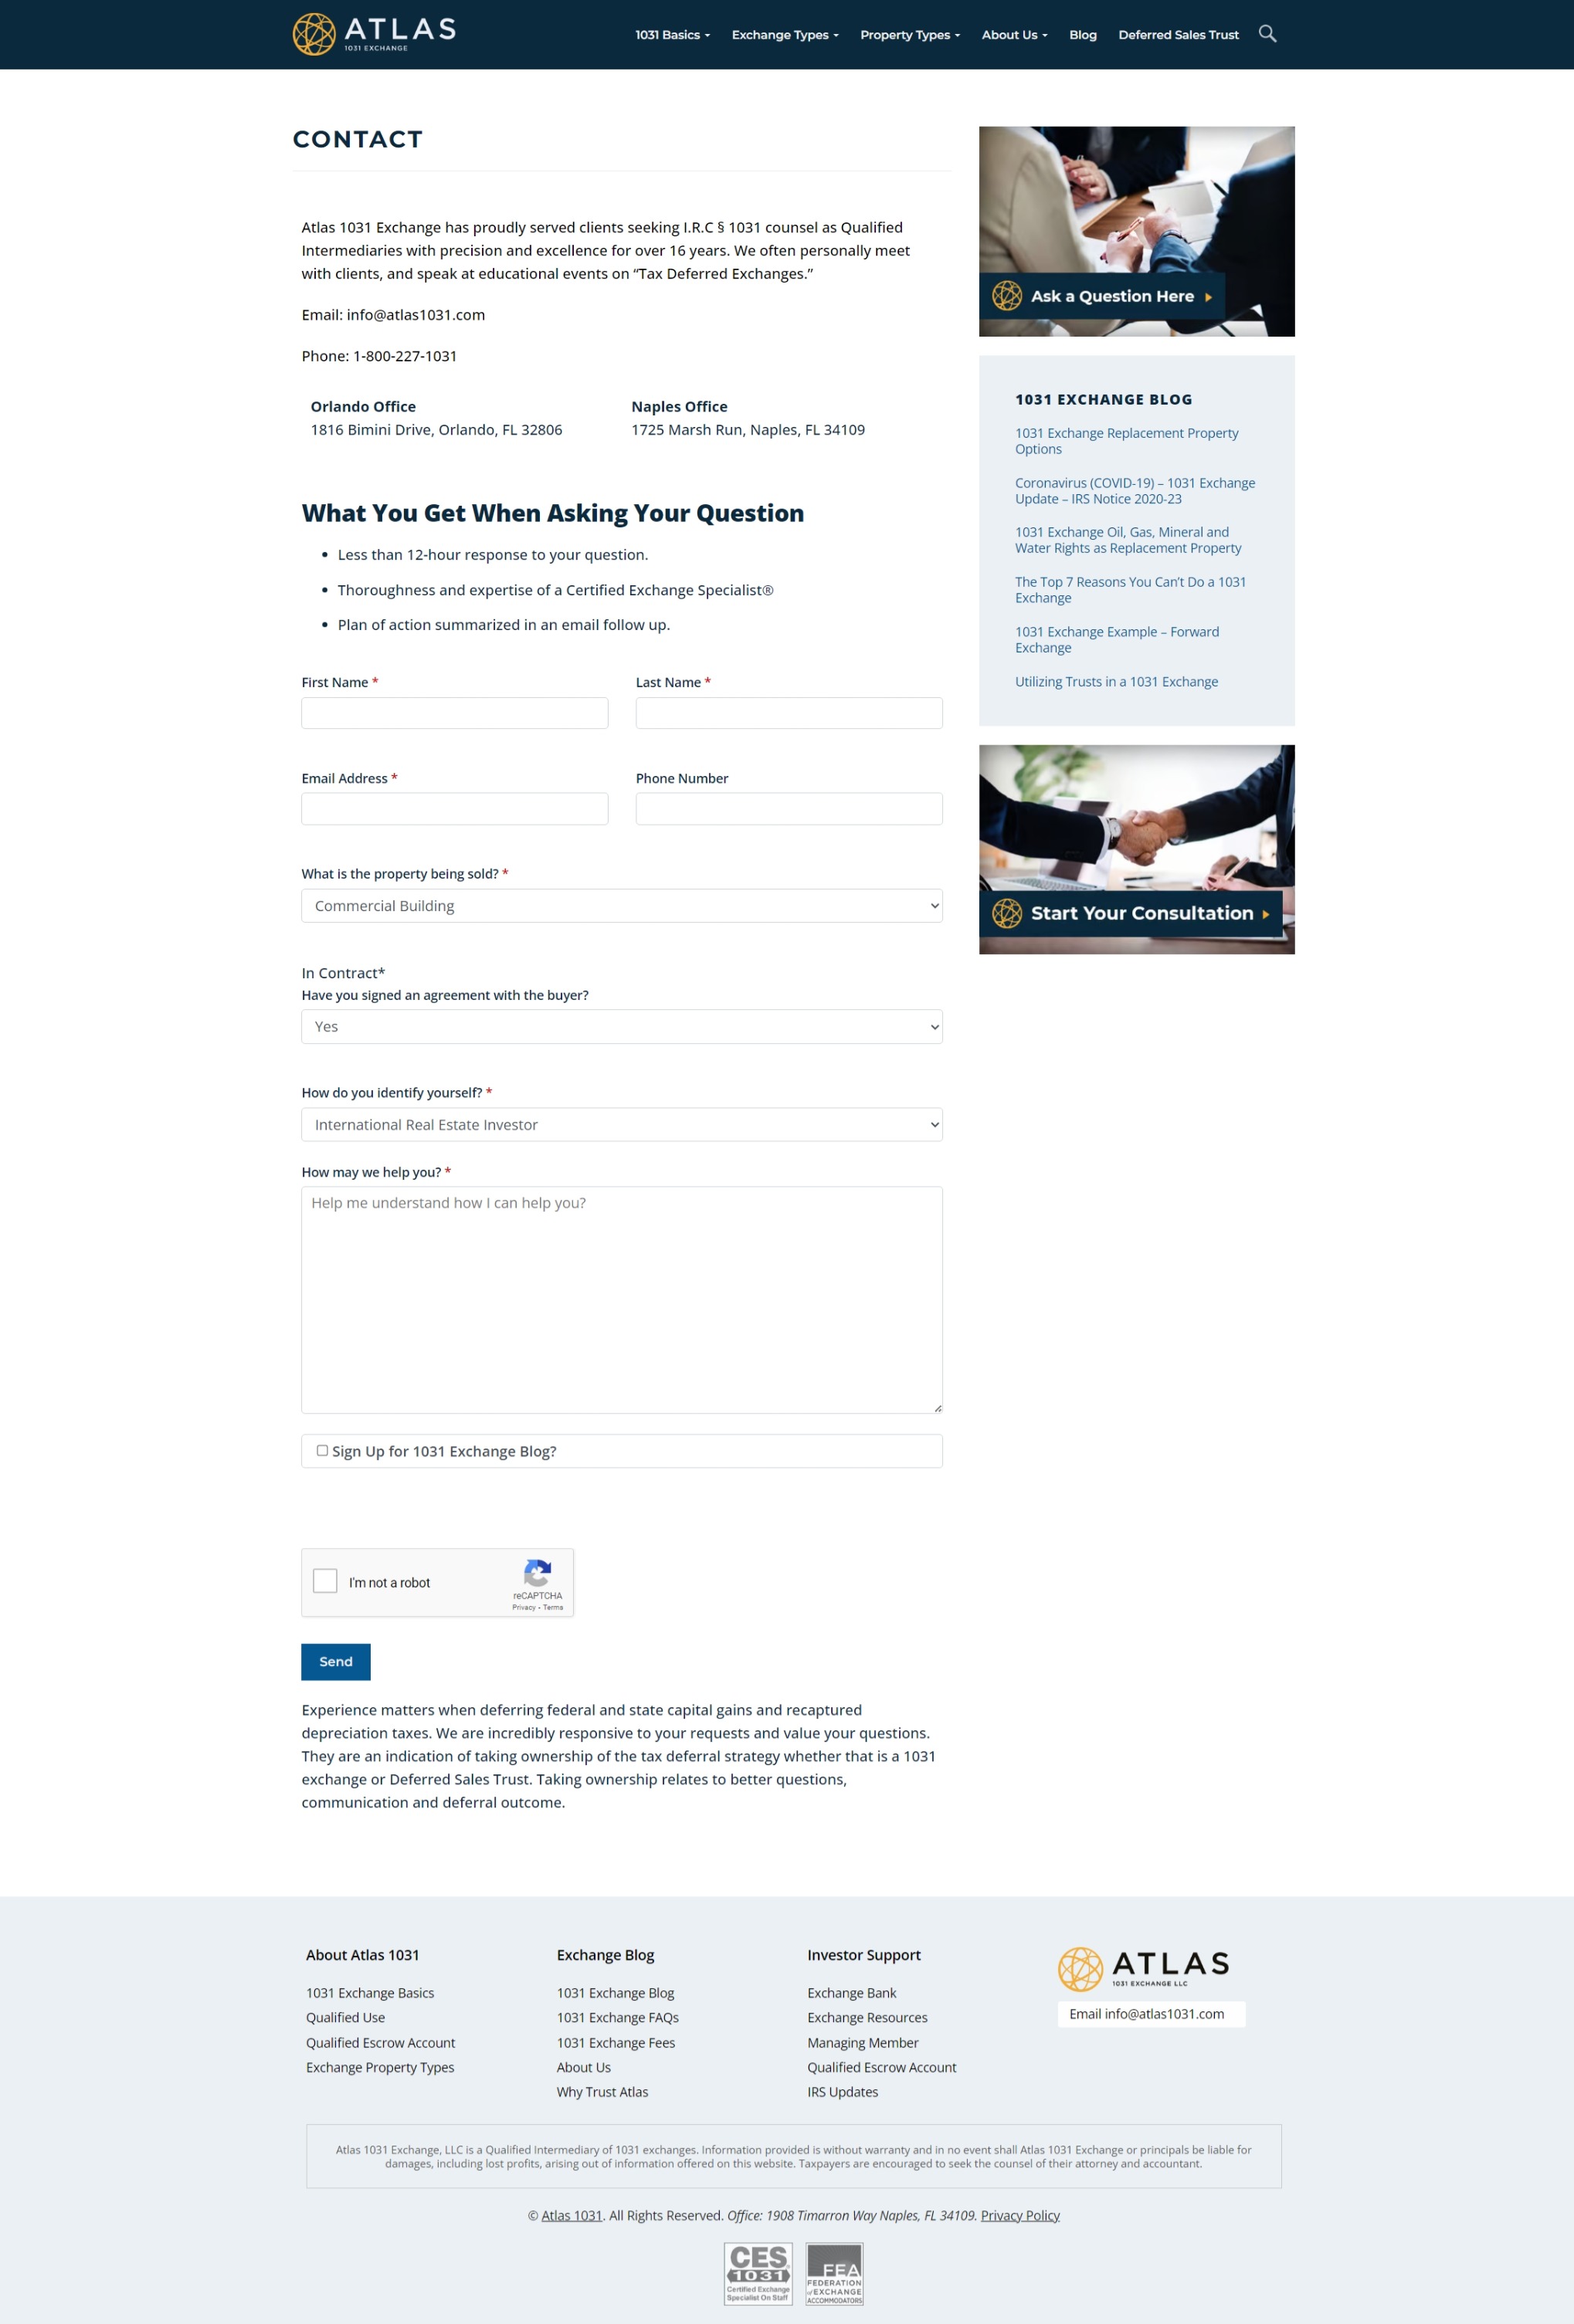 ATLAS
1031 EXCHANGE
1031 Basics
Exchange Types
Property Types
About Us
Blog
Deferred Sales Trust
CONTACT
Atlas 1031 Exchange has proudly served clients seeking I.R.C § 1031 counsel as Qualified
Intermediaries with precision and excellence for over 16 years. We often personally meet
with clients, and speak at educational events on “Tax Deferred Exchanges.”
Email: info@atlas1031.com
Phone: 1-800-227-1031
Orlando Office
1816 Bimini Drive, Orlando, FL 32806
Naples Office
1725 Marsh Run, Naples, FL 34109
What You Get When Asking Your Question
• Less than 12-hour response to your question.
• Thoroughness and expertise of a Certified Exchange Specialist®
• Plan of action summarized in an email follow up.
First Name *
Last Name *
Email Address *
Phone Number
What is the property being sold? *
Commercial Building
In Contract*
Have you signed an agreement with the buyer?
Yes
How do you identify yourself? *
International Real Estate Investor
How may we help you? *
Help me understand how I can help you?
Sign Up for 1031 Exchange Blog?
I'm not a robot
reCAPTCHA
Privacy - Terms
Send
Experience matters when deferring federal and state capital gains and recaptured
depreciation taxes. We are incredibly responsive to your requests and value your questions.
They are an indication of taking ownership of the tax deferral strategy whether that is a 1031
exchange or Deferred Sales Trust. Taking ownership relates to better questions,
communication and deferral outcome.
Ask a Question Here
1031 EXCHANGE BLOG
1031 Exchange Replacement Property
Options
Coronavirus (COVID-19) – 1031 Exchange
Update – IRS Notice 2020-23
1031 Exchange Oil, Gas, Mineral and
Water Rights as Replacement Property
The Top 7 Reasons You Can’t Do a 1031
Exchange
1031 Exchange Example – Forward
Exchange
Utilizing Trusts in a 1031 Exchange
Start Your Consultation
About Atlas 1031
1031 Exchange Basics
Qualified Use
Qualified Escrow Account
Exchange Property Types
Exchange Blog
1031 Exchange Blog
1031 Exchange FAQs
1031 Exchange Fees
About Us
Why Trust Atlas
Investor Support
Exchange Bank
Exchange Resources
Managing Member
Qualified Escrow Account
IRS Updates
ATLAS
1031 EXCHANGE LLC
Email info@atlas1031.com
Atlas 1031 Exchange, LLC is a Qualified Intermediary of 1031 exchanges. Information provided is without warranty and in no event shall Atlas 1031 Exchange or principals be liable for
damages, including lost profits, arising out of information offered on this website. Taxpayers are encouraged to seek the counsel of their attorney and accountant.
© Atlas 1031. All Rights Reserved. Office: 1908 Timarron Way Naples, FL 34109. Privacy Policy
CES
1031
Certified Exchange
Specialist On Staff
FEA
FEDERATION
of EXCHANGE
ACCOMMODATORS